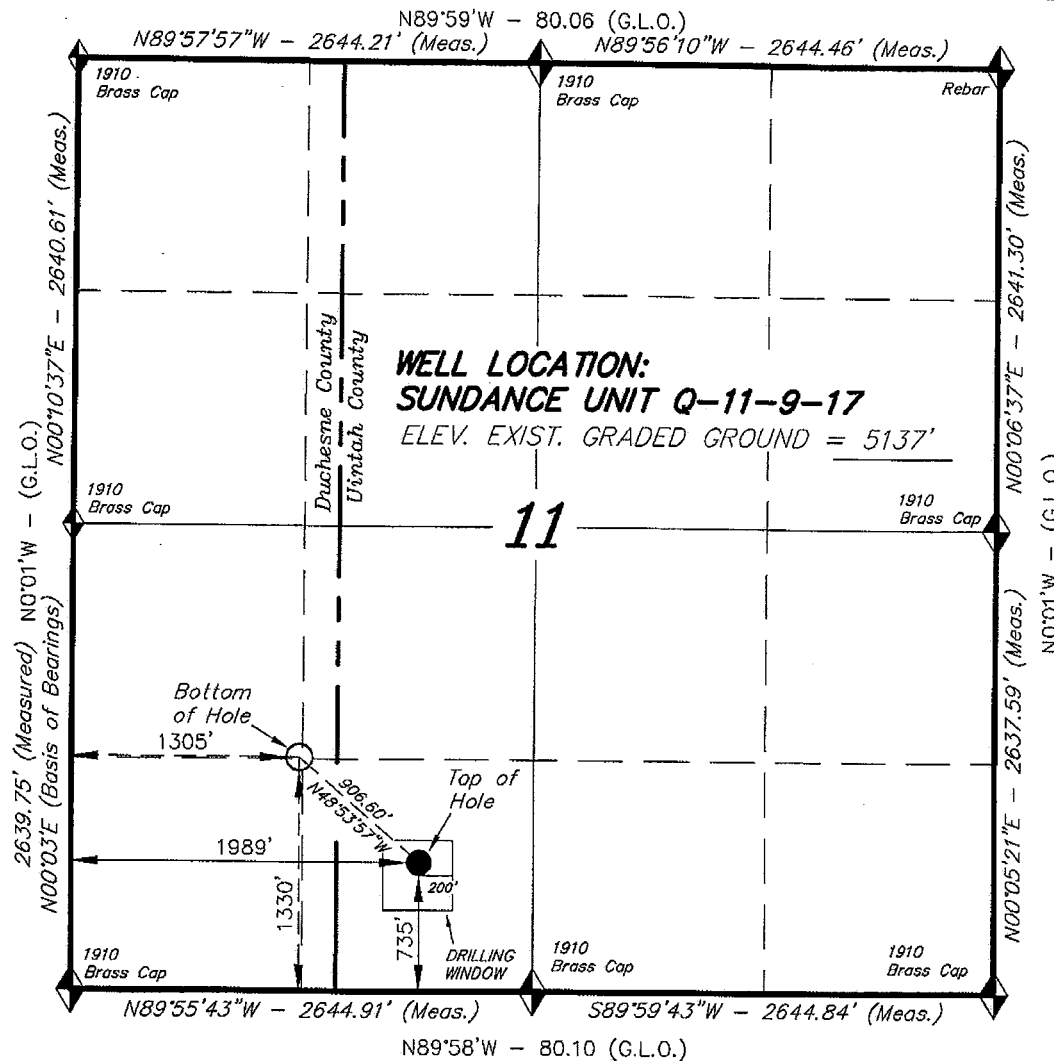 N89°59'W - 80.06 (G.L.O.)
N89°57'57"W - 2644.21' (Meas.)
N89°56'10"W - 2644.46' (Meas.)
1910
Brass Cap
1910
Brass Cap
Rebar
N00°10'37"E - 2640.61' (Meas.)
N00°06'37"E - 2641.30' (Meas.)
Duchesne County
Uintah County
WELL LOCATION:
SUNDANCE UNIT Q-11-9-17
ELEV. EXIST. GRADED GROUND = 5137'
N0°01'W - (G.L.O.)
N0°01'W - (G.L.O.)
1910
Brass Cap
11
1910
Brass Cap
2639.75' (Measured)
N00°03'E (Basis of Bearings)
N00°05'21"E - 2637.59' (Meas.)
Bottom
of Hole
1305'
906.60'
N48°53'57"W
Top of
Hole
1989'
200'
1330'
735'
DRILLING
WINDOW
1910
Brass Cap
1910
Brass Cap
1910
Brass Cap
N89°55'43"W - 2644.91' (Meas.)
S89°59'43"W - 2644.84' (Meas.)
N89°58'W - 80.10 (G.L.O.)